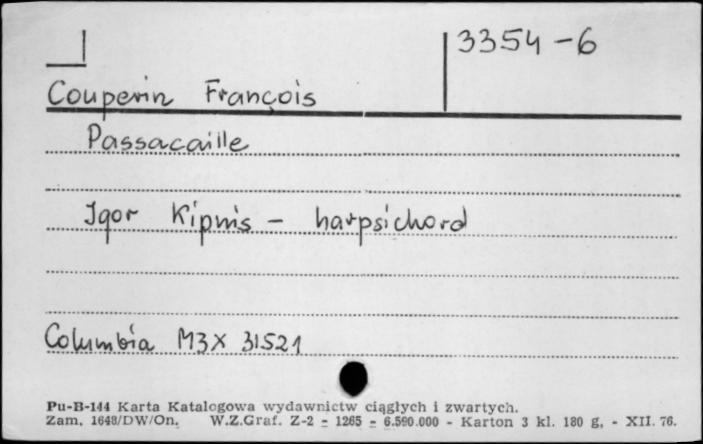 3354-6
Couperin François
Passacaille
Igor Kipnis - harpsichord
Columbia M3X 31521
Pu-B-144 Karta Katalogowa wydawnictw ciągłych i zwartych.
Zam. 1648/DW/On. W.Z.Graf. Z-2 - 1265 - 6.590.000 - Karton 3 kl. 180 g. - XII. 76.